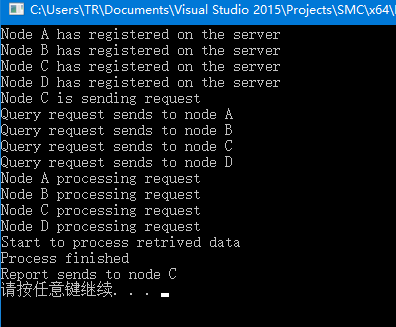 C:\Users\TR\Documents\Visual Studio 2015\Projects\SMC\x64\
Node A has registered on the server
Node B has registered on the server
Node C has registered on the server
Node D has registered on the server
Node C is sending request
Query request sends to node A
Query request sends to node B
Query request sends to node C
Query request sends to node D
Node A processing request
Node B processing request
Node C processing request
Node D processing request
Start to process retrived data
Process finished
Report sends to node C
请按任意键继续. . .